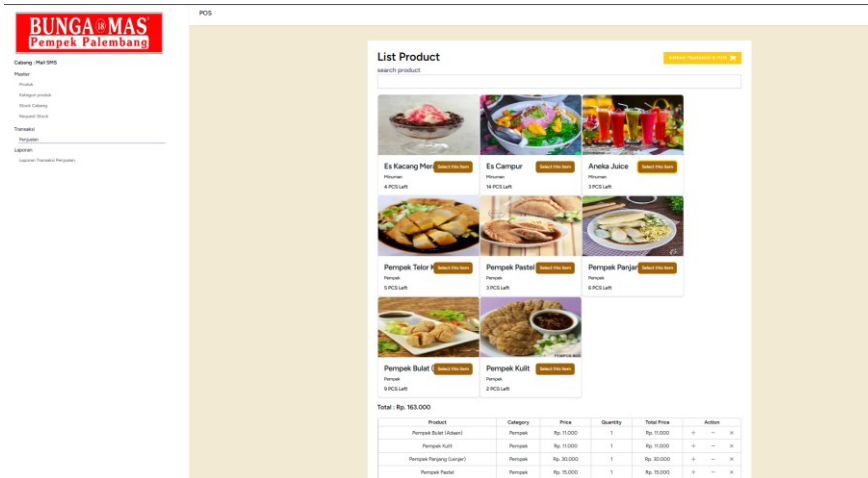 BUNGA 18 MAS
Pempek Palembang
Cabang : Mall SMS
Master
Produk
Kategori produk
Stock Cabang
Request Stock
Transaksi
Penjualan
Laporan
Laporan Transaksi Penjualan
POS
List Product
search product
Es Kacang Mer Select this item
Minuman
4 PCS Left
Es Campur Select this item
Minuman
14 PCS Left
Aneka Juice Select this item
Minuman
3 PCS Left
Pempek Telor K Select this item
Pempek
5 PCS Left
Pempek Pastel Select this item
Pempek
3 PCS Left
Pempek Panjar Select this item
Pempek
6 PCS Left
Pempek Bulat ( Select this item
Pempek
9 PCS Left
Pempek Kulit Select this item
Pempek
2 PCS Left
Total : Rp. 163.000
Product Category Price Quantity Total Price Action
Pempek Bulat (Adaan) Pempek Rp. 11.000 1 Rp. 11.000 + − ×
Pempek Kulit Pempek Rp. 11.000 1 Rp. 11.000 + − ×
Pempek Panjang (Lenjer) Pempek Rp. 30.000 1 Rp. 30.000 + − ×
Pempek Pastel Pempek Rp. 15.000 1 Rp. 15.000 + − ×